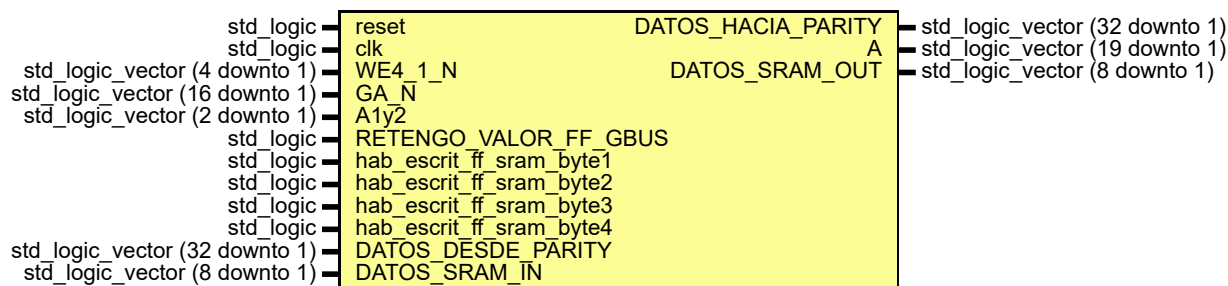 std_logic reset DATOS_HACIA_PARITY std_logic_vector (32 downto 1)
std_logic clk A std_logic_vector (19 downto 1)
std_logic_vector (4 downto 1) WE4_1_N DATOS_SRAM_OUT std_logic_vector (8 downto 1)
std_logic_vector (16 downto 1) GA_N
std_logic_vector (2 downto 1) A1y2
std_logic RETENGO_VALOR_FF_GBUS
std_logic hab_escrit_ff_sram_byte1
std_logic hab_escrit_ff_sram_byte2
std_logic hab_escrit_ff_sram_byte3
std_logic hab_escrit_ff_sram_byte4
std_logic_vector (32 downto 1) DATOS_DESDE_PARITY
std_logic_vector (8 downto 1) DATOS_SRAM_IN